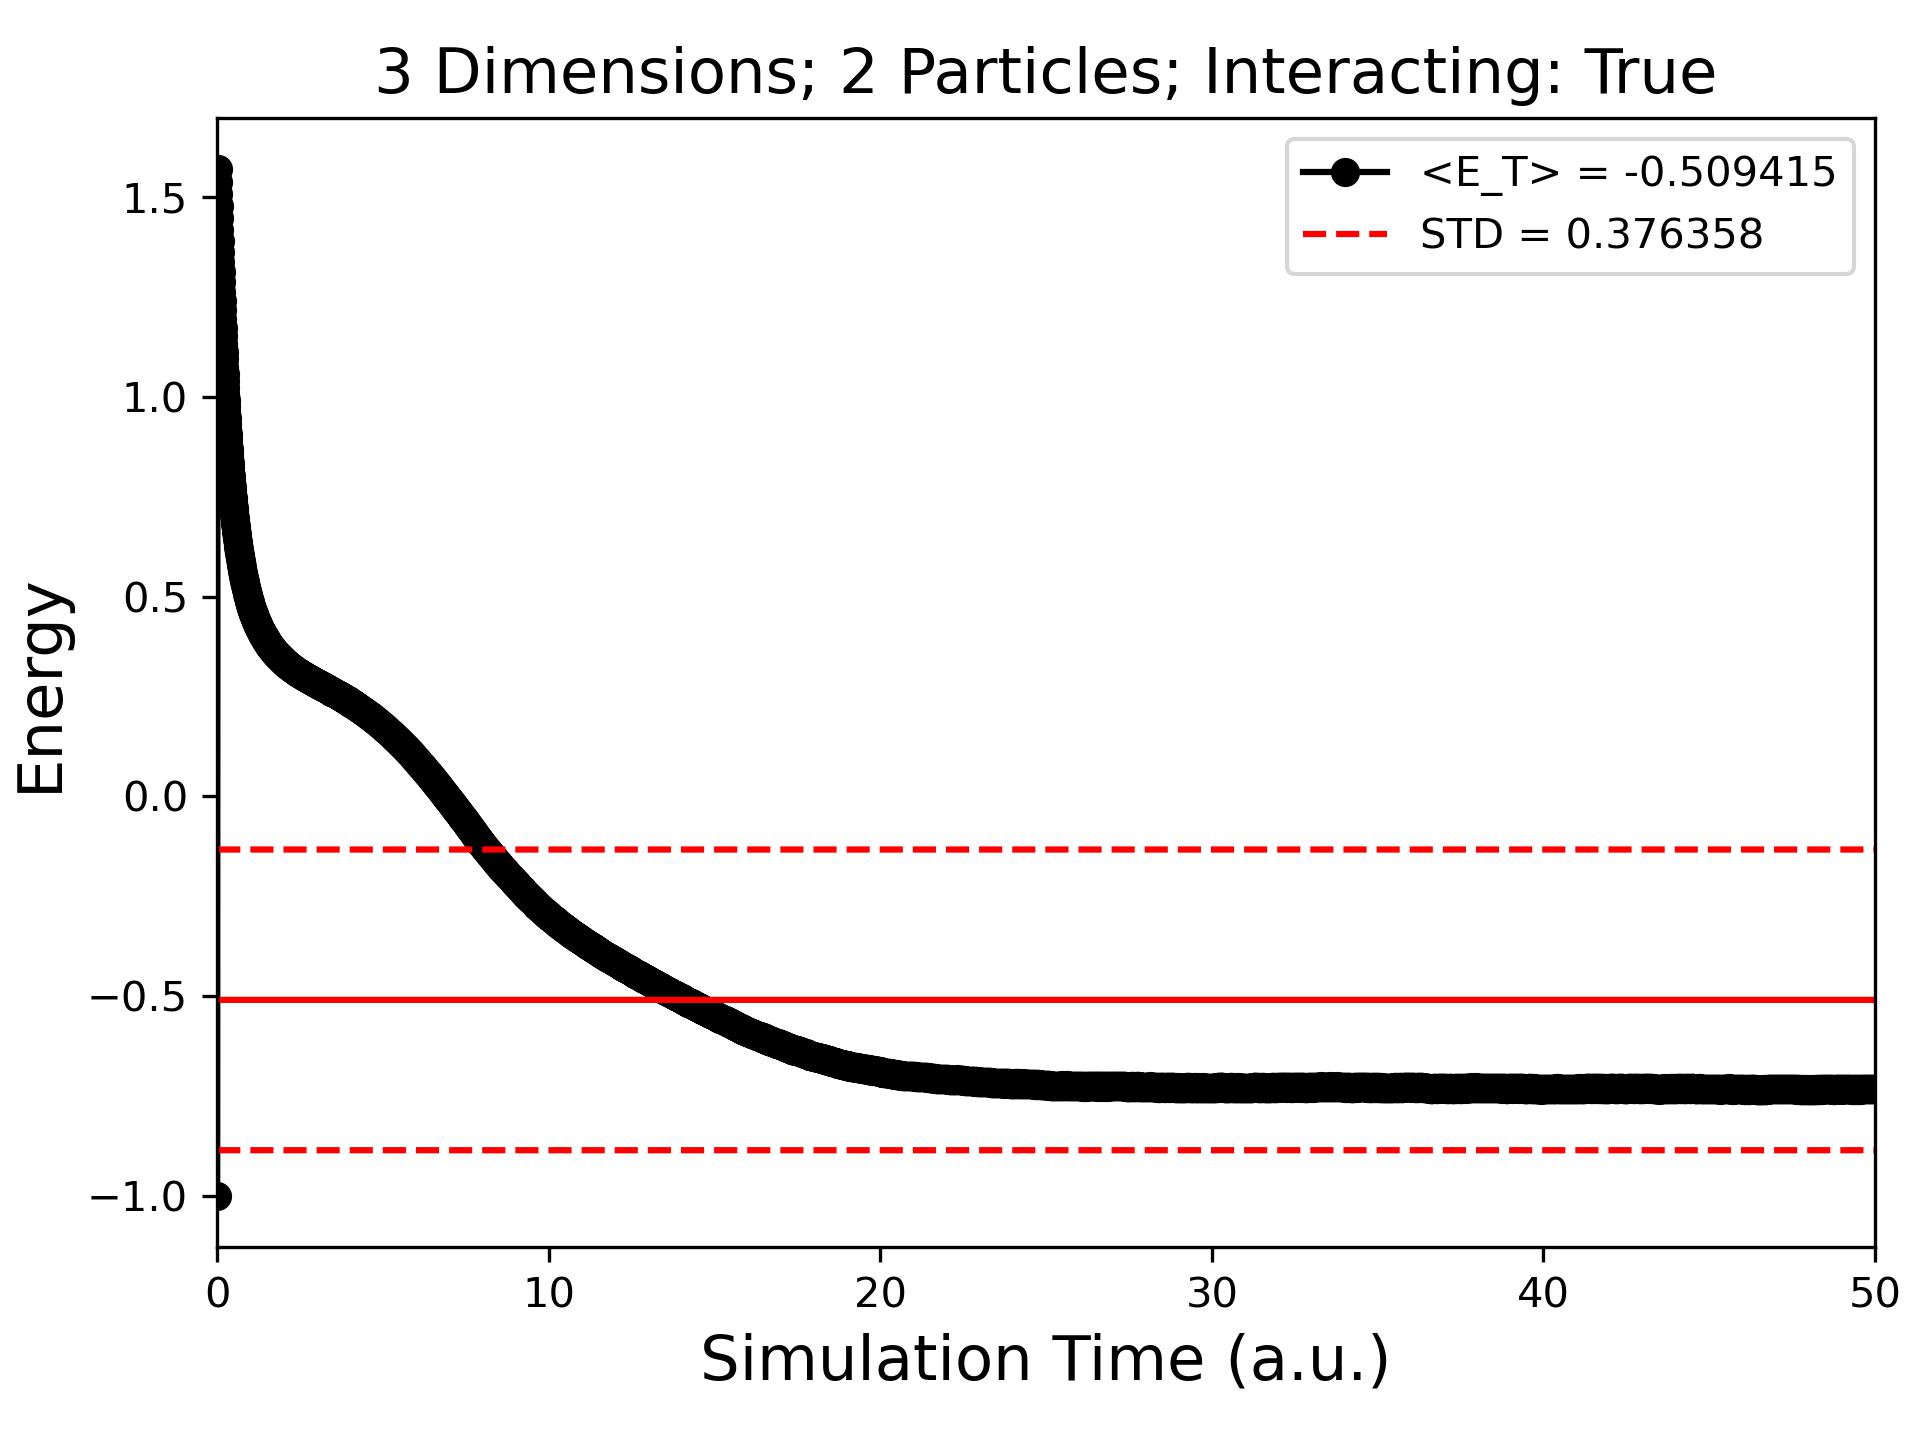 3 Dimensions; 2 Particles; Interacting: True
<E_T> = -0.509415
STD = 0.376358
Energy
1.5
1.0
0.5
0.0
−0.5
−1.0
0
10
20
30
40
50
Simulation Time (a.u.)